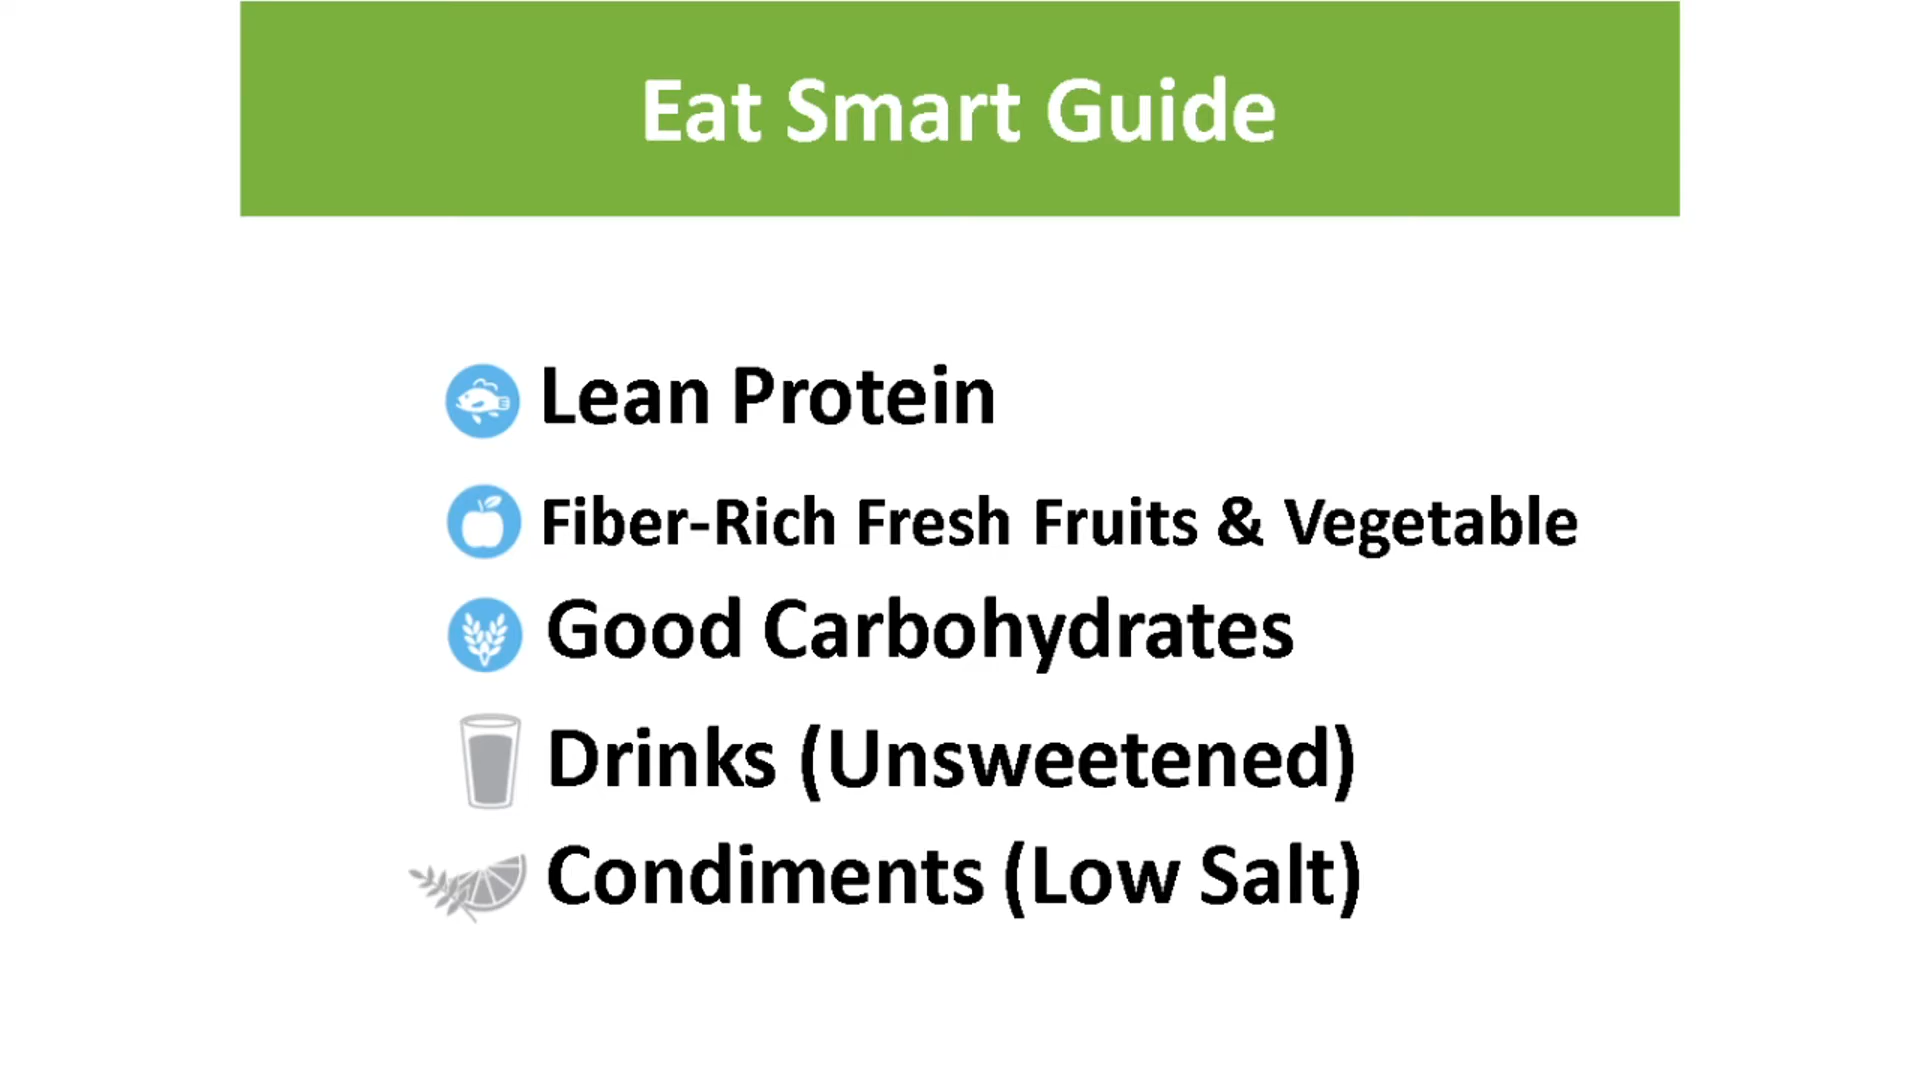 Eat Smart Guide
Lean Protein
Fiber-Rich Fresh Fruits & Vegetable
Good Carbohydrates
Drinks (Unsweetened)
Condiments (Low Salt)